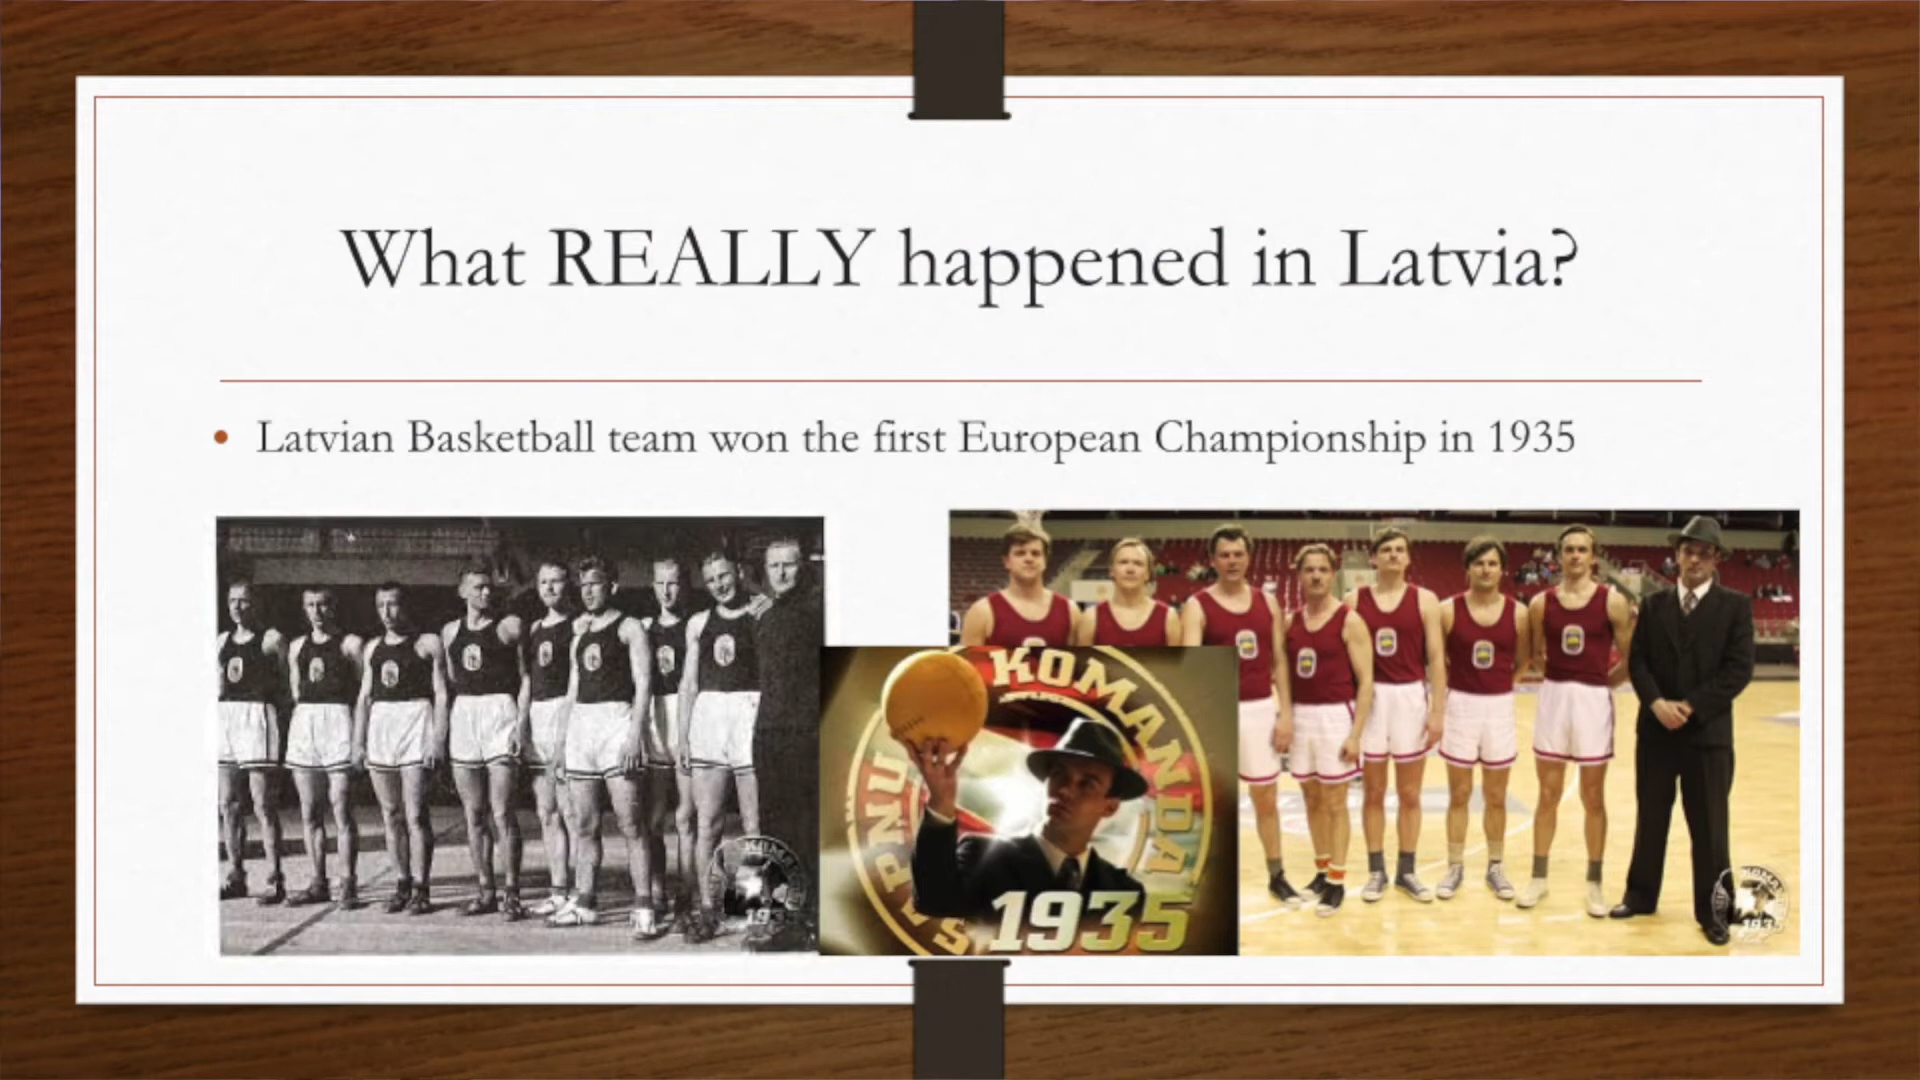 What REALLY happened in Latvia?
• Latvian Basketball team won the first European Championship in 1935
KOMANDA
1935